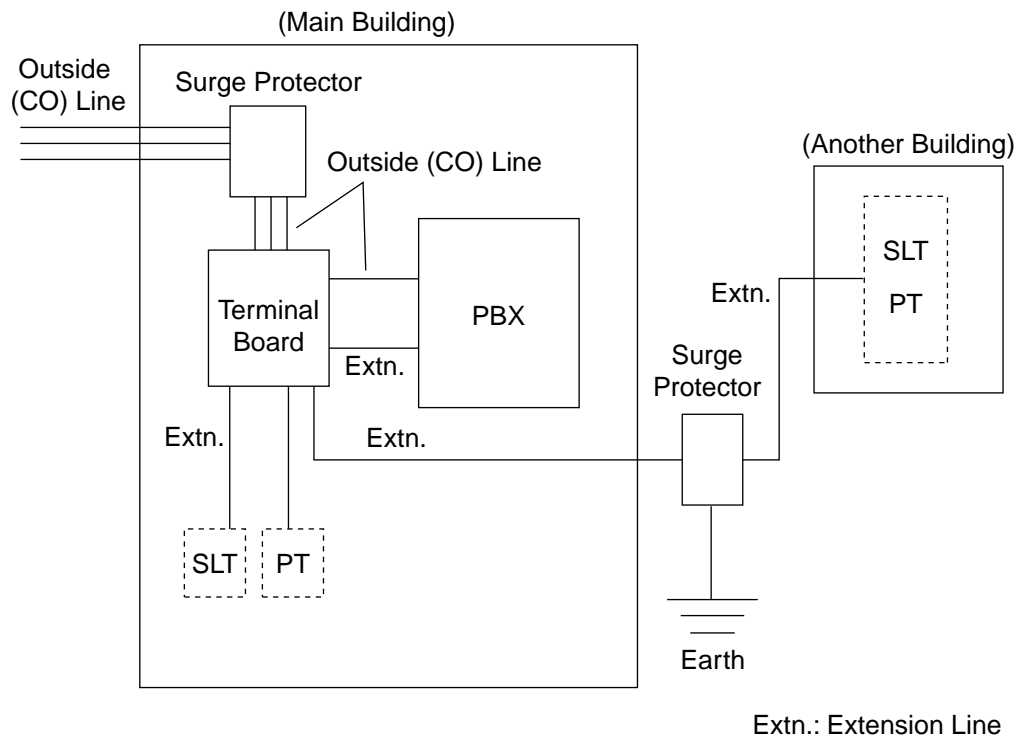 (Main Building)
Outside
(CO) Line
Surge Protector
Outside (CO) Line
(Another Building)
SLT
PT
Extn.
Terminal
Board
PBX
Extn.
Surge
Protector
Extn.
Extn.
SLT
PT
Earth
Extn.: Extension Line